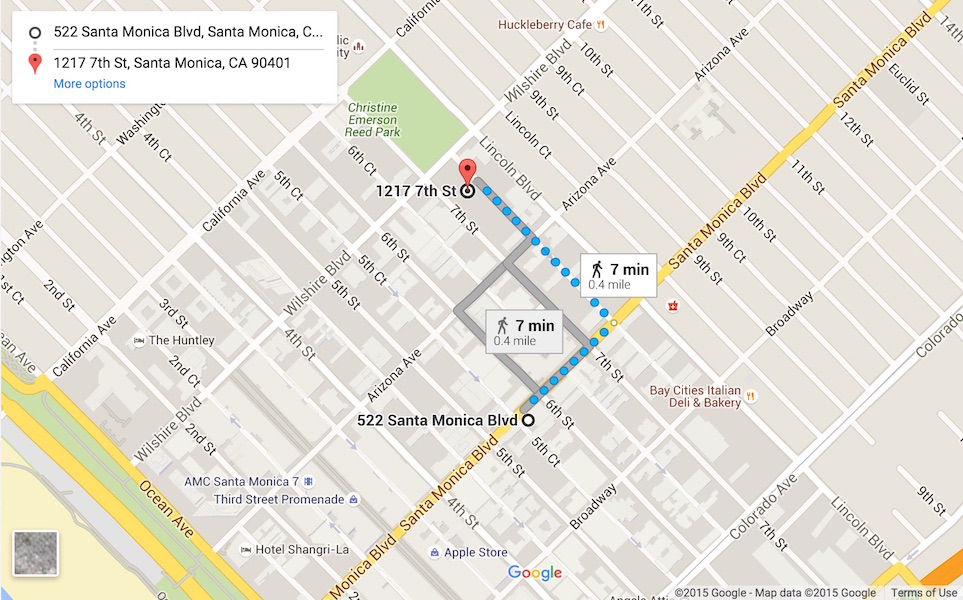 522 Santa Monica Blvd, Santa Monica, C...
1217 7th St, Santa Monica, CA 90401
More options
California
11th St
14th
Huckleberry Cafe
lic
ity
Wilshire Blvd
10th St
Arizona Ave
Santa Monica Blvd
Euclid St
9th Ct
Washington
4th St
4th Ct
Christine
Emerson
Reed Park
9th St
Lincoln Ct
12th St
6th Ct
Lincoln Blvd
5th Ct
California Ave
1217 7th St
Arizona Ave
11th St
7th St
10th St
Santa Monica Blvd
ngton Ave
6th St
9th Ct
Wilshire Blvd
5th Ct
7 min
0.4 mile
9th St
1st Ct
2nd St
5th St
3rd St
7 min
0.4 mile
Broadway
Colorado
Ocean Ave
California Ave
The Huntley
4th St
2nd Ct
Arizona Ave
7th St
Bay Cities Italian
Deli & Bakery
522 Santa Monica Blvd
6th St
Wilshire Blvd
2nd St
5th Ct
5th St
Santa Monica Blvd
AMC Santa Monica 7
Third Street Promenade
Ocean Ave
4th St
Broadway
Colorado Ave
9th St
7th St
Lincoln Blvd
Hotel Shangri-La
Apple Store
Monica Blvd
Google
©2015 Google - Map data ©2015 Google
Terms of Use